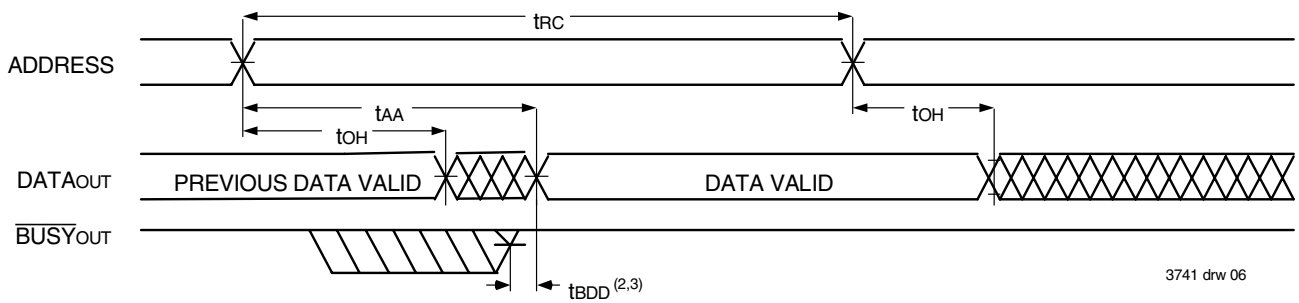 tRC
ADDRESS
tAA
tOH
tOH
DATAOUT
PREVIOUS DATA VALID
DATA VALID
BUSYOUT
tBDD (2,3)
3741 drw 06